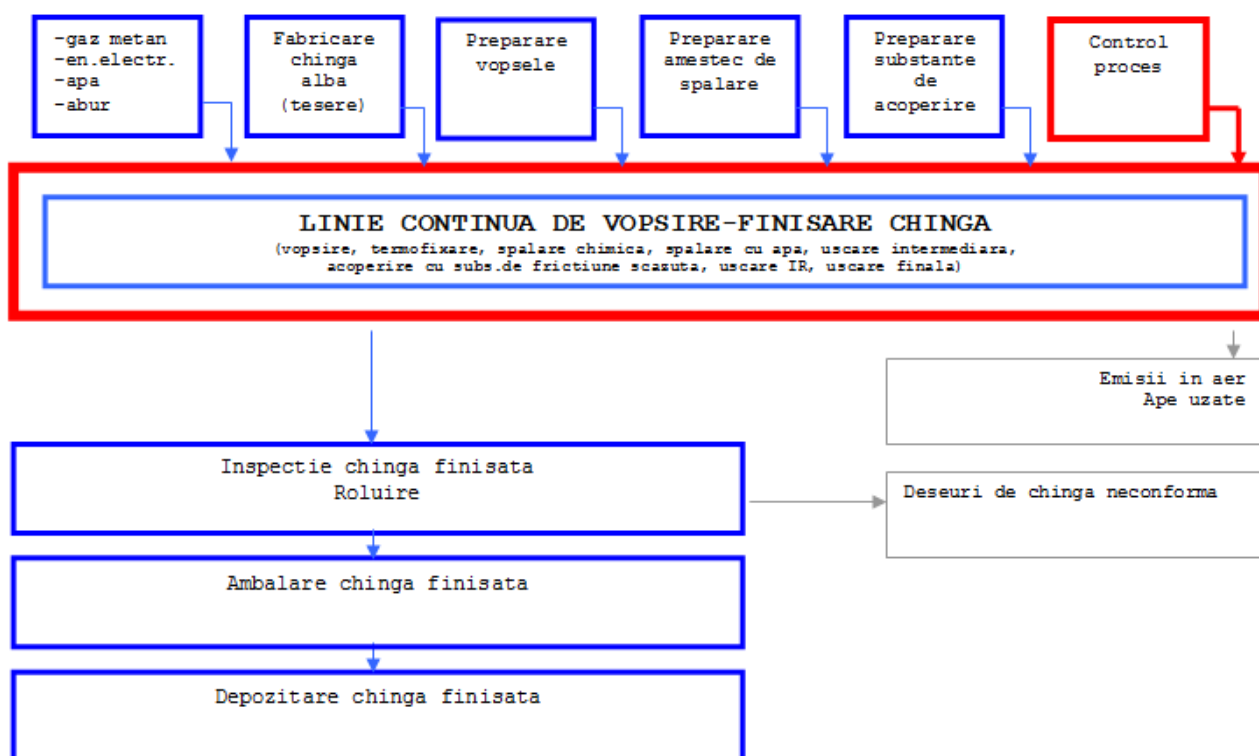 -gaz metan
-en.electr.
-apa
-abur
Fabricare
chinga
alba
(tesere)
Preparare
vopsele
Preparare
amestec de
spalare
Preparare
substante
de
acoperire
Control
proces
LINIE CONTINUA DE VOPSIRE-FINISARE CHINGA
(vopsire, termofixare, spalare chimica, spalare cu apa, uscare intermediara,
acoperire cu subs.de frictiune scazuta, uscare IR, uscare finala)
Emisii in aer
Ape uzate
Inspectie chinga finisata
Roluire
Deseuri de chinga neconforma
Ambalare chinga finisata
Depozitare chinga finisata